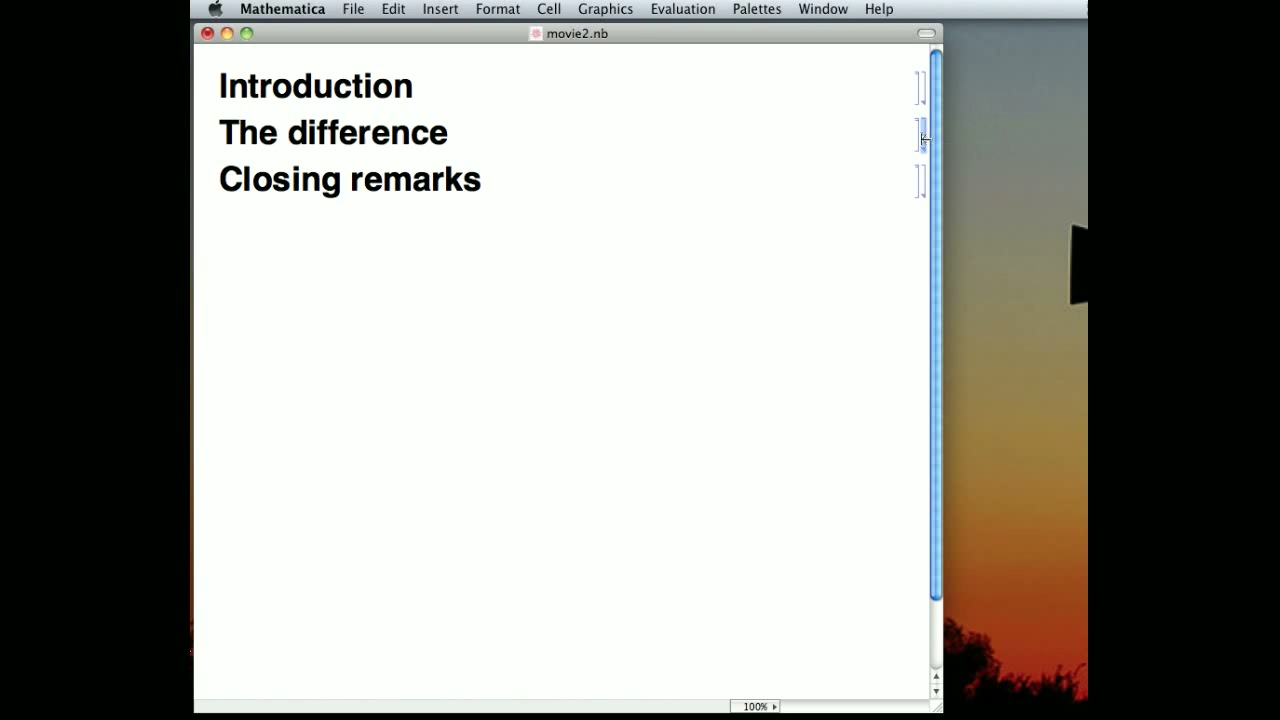 Mathematica File Edit Insert Format Cell Graphics Evaluation Palettes Window Help
movie2.nb
Introduction
The difference
Closing remarks
100%